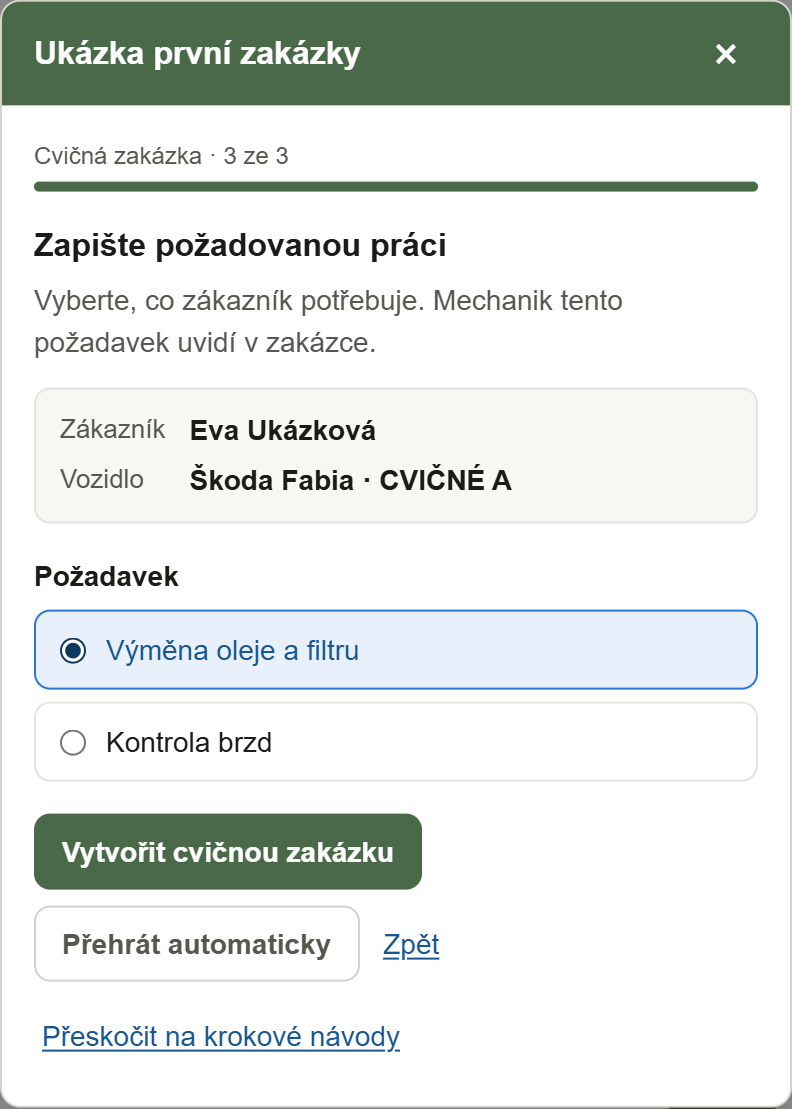 Ukázka první zakázky ×
Cvičná zakázka · 3 ze 3
Zapište požadovanou práci
Vyberte, co zákazník potřebuje. Mechanik tento
požadavek uvidí v zakázce.
Zákazník Eva Ukázková
Vozidlo Škoda Fabia · CVIČNÉ A
Požadavek
Výměna oleje a filtru
Kontrola brzd
Vytvořit cvičnou zakázku
Přehrát automaticky Zpět
Přeskočit na krokové návody